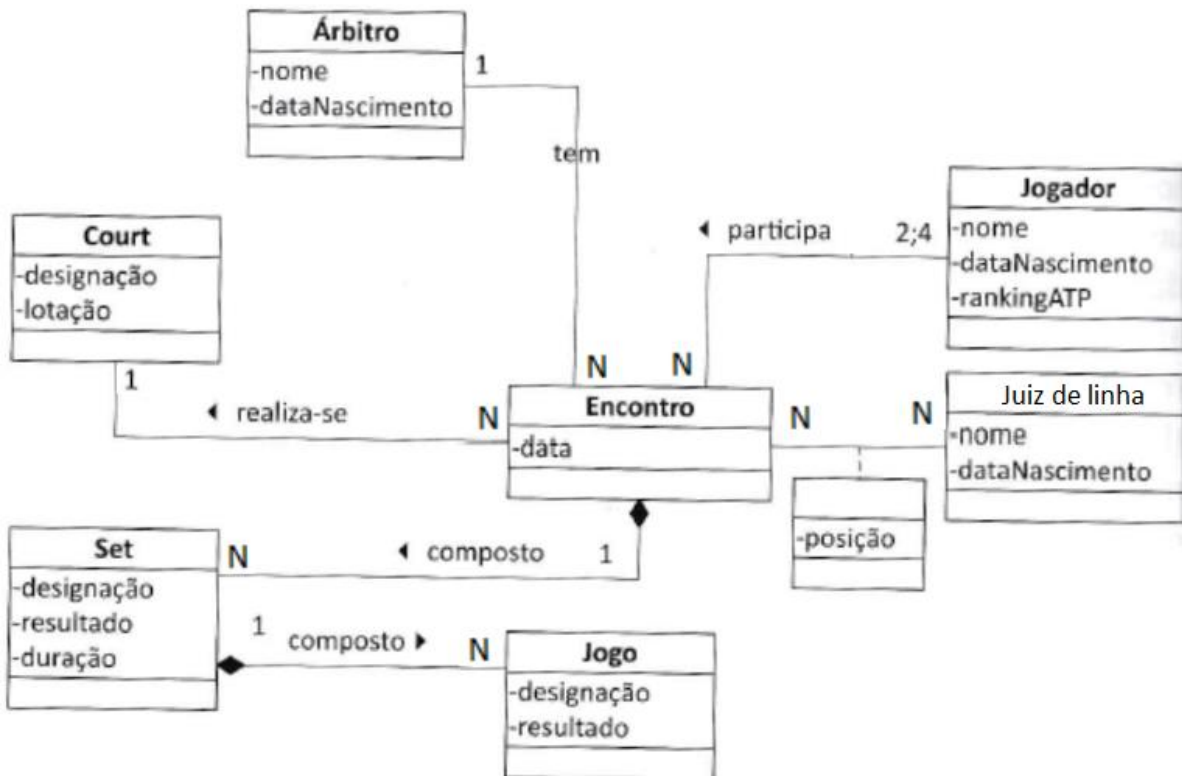 Árbitro
-nome
-dataNascimento
1
tem
N
Jogador
-nome
-dataNascimento
-rankingATP
participa
2;4
N
Court
-designação
-lotação
1
realiza-se
N
Encontro
-data
N
N
Juiz de linha
-nome
-dataNascimento
-posição
Set
-designação
-resultado
-duração
N
composto
1
1
composto
N
Jogo
-designação
-resultado